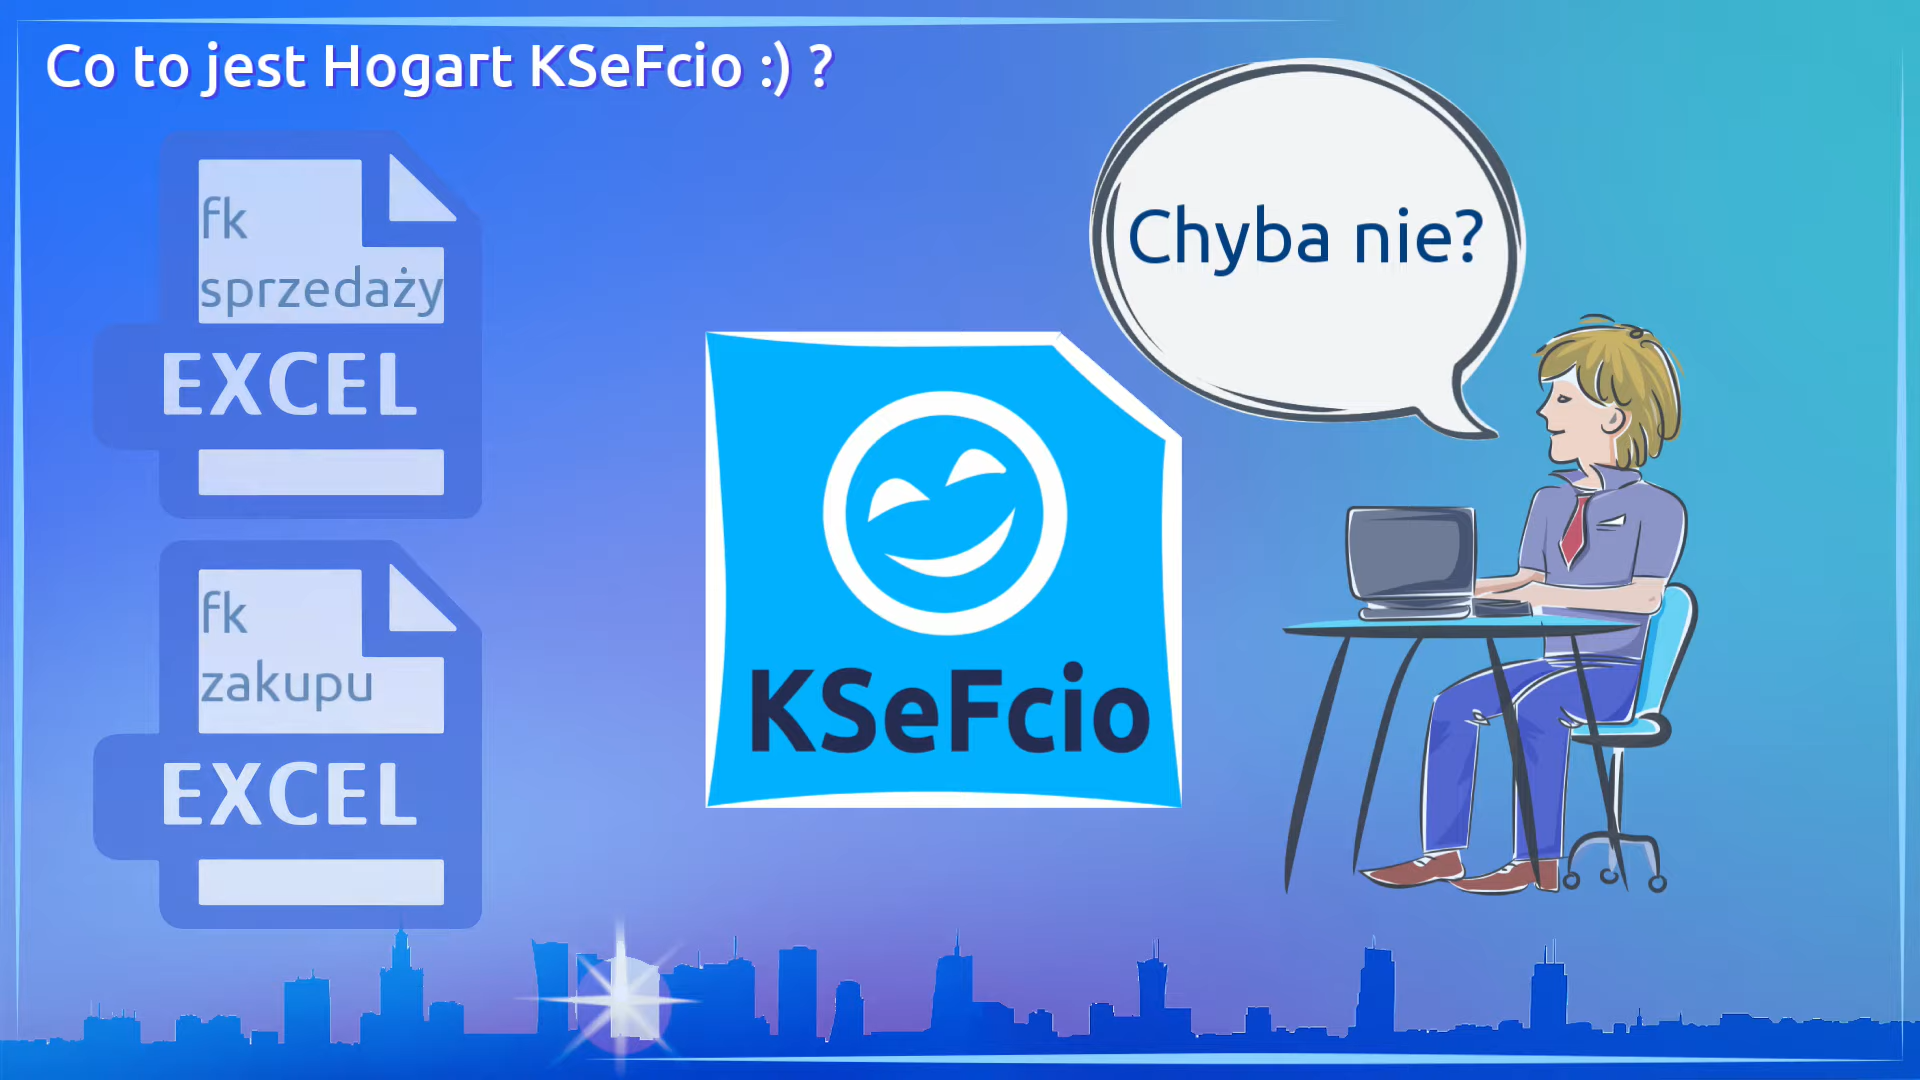 Co to jest Hogart KSeFcio :) ?
fk
sprzedaży
EXCEL
fk
zakupu
EXCEL
KSeFcio
Chyba nie?